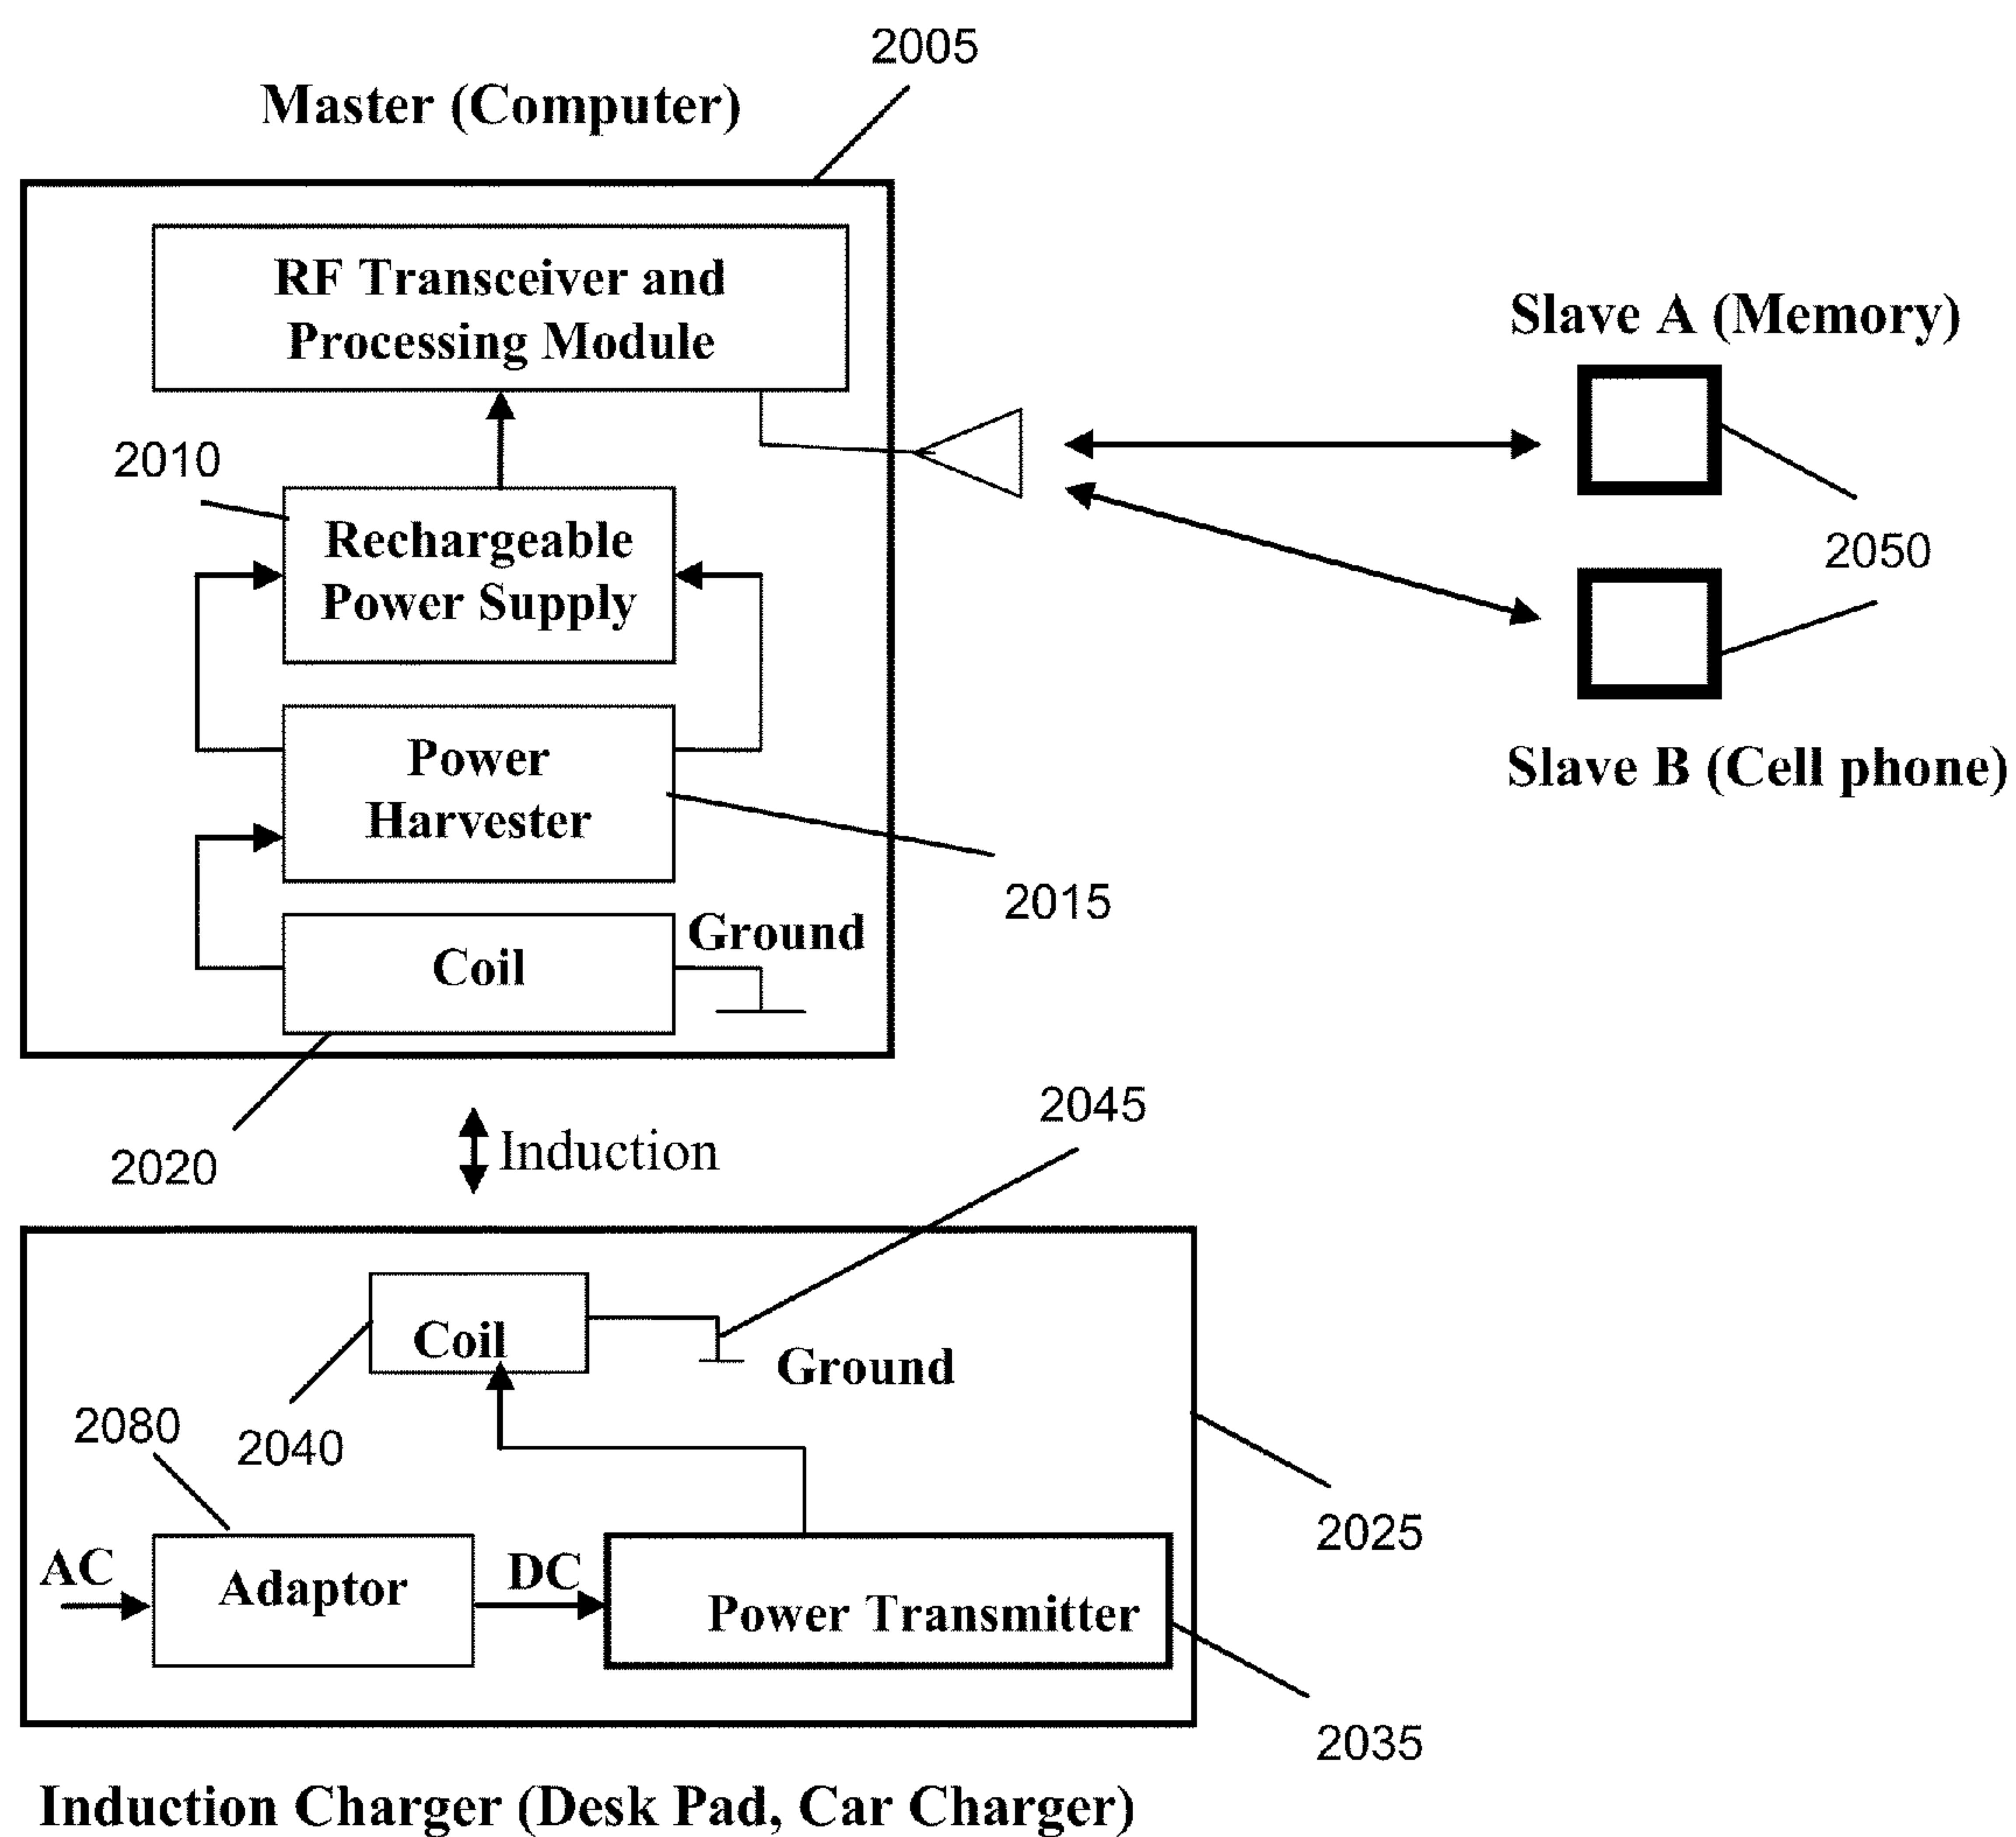 2005
Master (Computer)
RF Transceiver and
Processing Module
Slave A (Memory)
2010
Rechargeable
Power Supply
2050
Power
Harvester
Slave B (Cell phone)
2015
Ground
Coil
2045
Induction
2020
Coil
Ground
2080
2040
2025
AC
Adaptor
DC
Power Transmitter
2035
Induction Charger (Desk Pad, Car Charger)